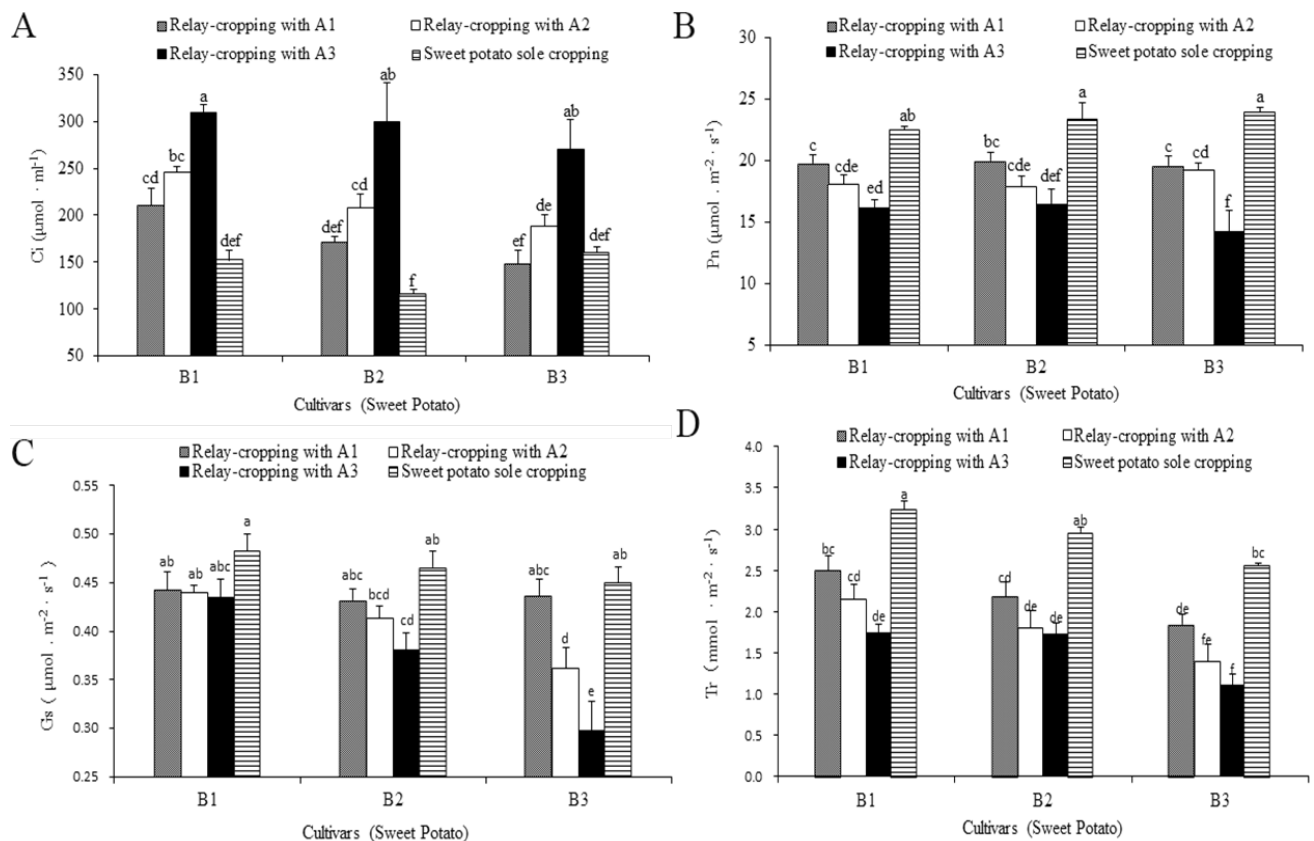 A
Relay-cropping with A1
Relay-cropping with A2
Relay-cropping with A3
Sweet potato sole cropping
350
300
250
200
150
100
50
Ci (μmol · ml-1)
cd
bc
a
def
def
cd
ab
f
ef
de
ab
def
B1
B2
B3
Cultivars (Sweet Potato)
B
Relay-cropping with A1
Relay-cropping with A2
Relay-cropping with A3
Sweet potato sole cropping
30
25
20
15
10
5
Pn (μmol . m-2 · s-1)
c
cde
ed
ab
bc
cde
def
a
c
cd
f
a
B1
B2
B3
Cultivars (Sweet Potato)
C
Relay-cropping with A1
Relay-cropping with A2
Relay-cropping with A3
Sweet potato sole cropping
0.55
0.50
0.45
0.40
0.35
0.30
0.25
Gs ( μmol . m-2 · s-1)
ab
ab
abc
a
abc
bcd
cd
ab
abc
d
e
ab
B1
B2
B3
Cultivars (Sweet Potato)
D
Relay-cropping with A1
Relay-cropping with A2
Relay-cropping with A3
Sweet potato sole cropping
4.0
3.5
3.0
2.5
2.0
1.5
1.0
0.5
0.0
Tr ( mmol · m-2 · s-1)
bc
cd
de
a
cd
de
de
ab
de
fe
f
bc
B1
B2
B3
Cultivars (Sweet Potato)